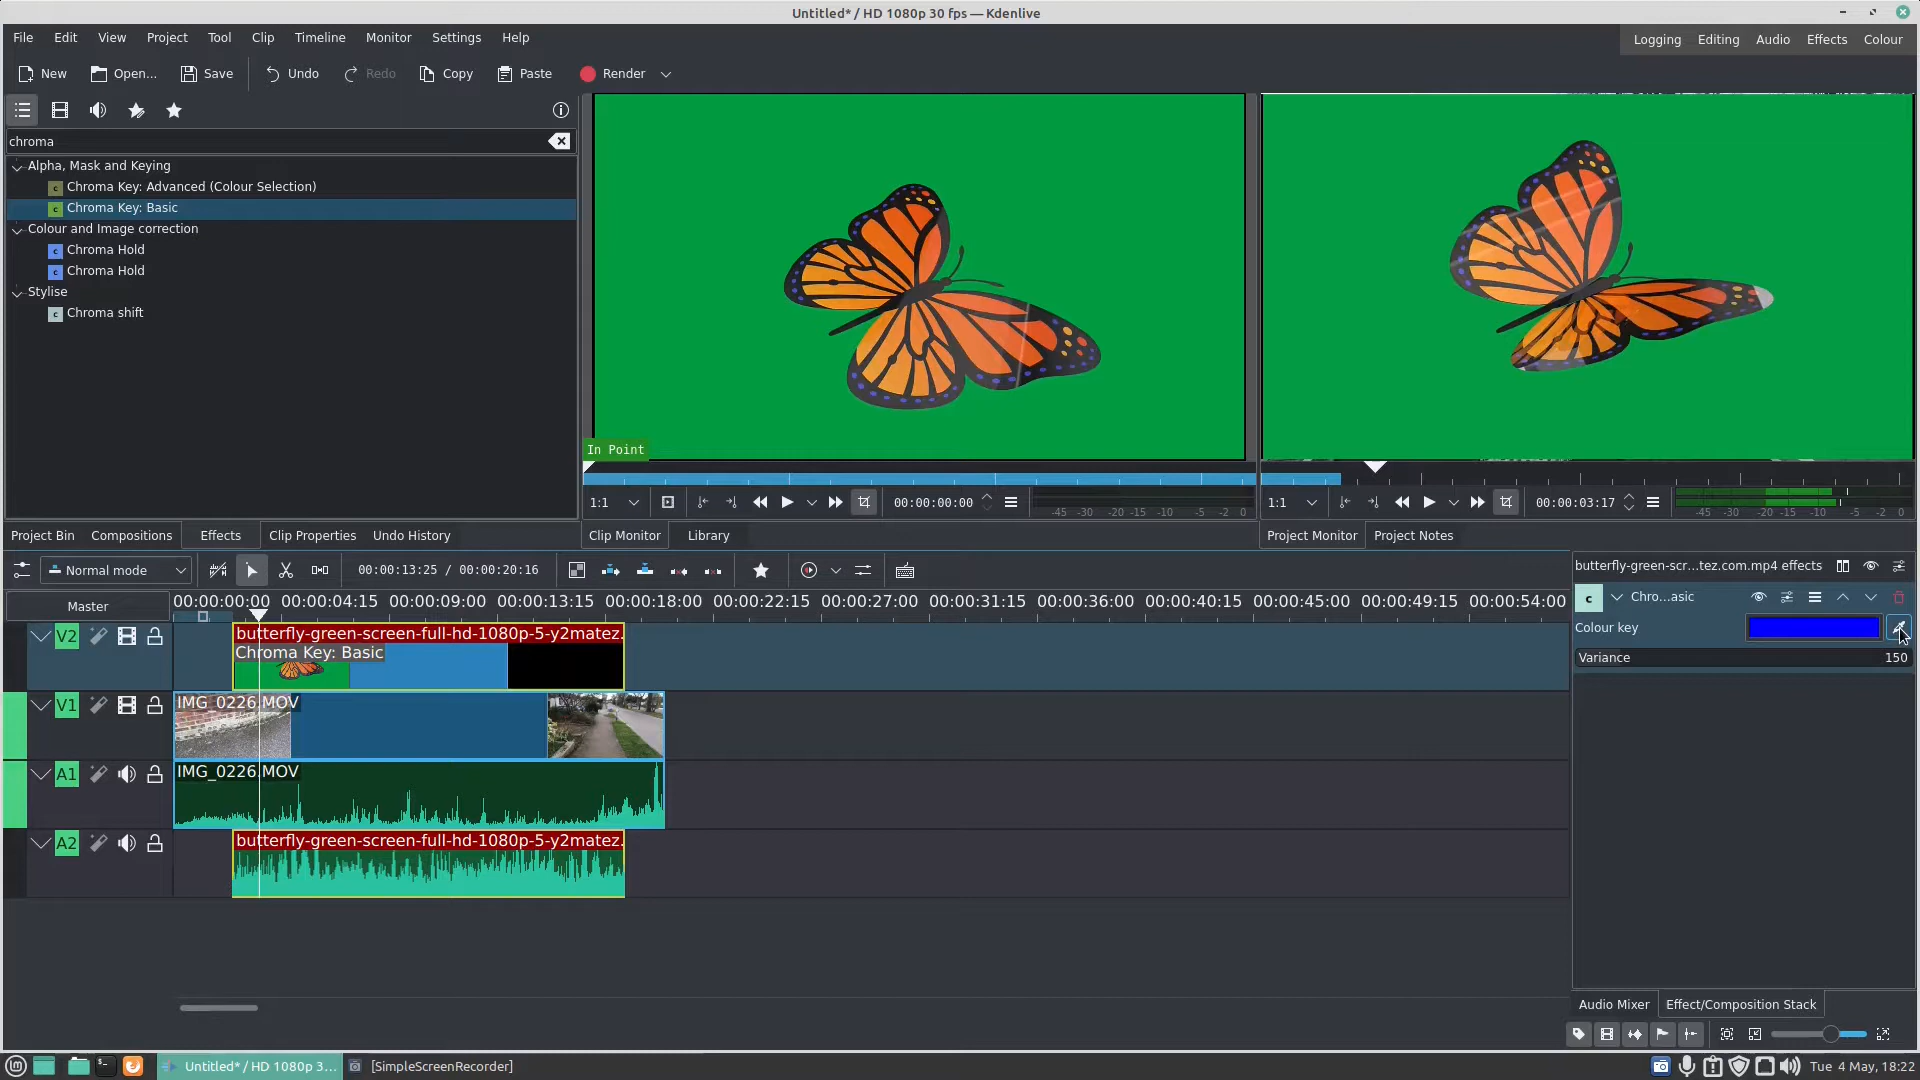 Untitled* / HD 1080p 30 fps — Kdenlive
File Edit View Project Tool Clip Timeline Monitor Settings Help
Logging Editing Audio Effects Colour
New Open... Save Undo Redo Copy Paste Render
chroma
Alpha, Mask and Keying
c Chroma Key: Advanced (Colour Selection)
c Chroma Key: Basic
Colour and Image correction
c Chroma Hold
c Chroma Hold
Stylise
c Chroma shift
In Point
1:1 00:00:00:00 -45 -30 -20 -15 -10 -5 -2 0
1:1 00:00:03:17 -45 -30 -20 -15 -10 -5 -2 0
Project Bin Compositions Effects Clip Properties Undo History
Clip Monitor Library
Project Monitor Project Notes
Normal mode 00:00:13:25 / 00:00:20:16
butterfly-green-scr...tez.com.mp4 effects
c Chro...asic
Colour key
Variance 150
Master 00:00:00:00 00:00:04:15 00:00:09:00 00:00:13:15 00:00:18:00 00:00:22:15 00:00:27:00 00:00:31:15 00:00:36:00 00:00:40:15 00:00:45:00 00:00:49:15 00:00:54:00
V2 butterfly-green-screen-full-hd-1080p-5-y2matez.
Chroma Key: Basic
V1 IMG_0226.MOV
A1 IMG_0226.MOV
A2 butterfly-green-screen-full-hd-1080p-5-y2matez.
Audio Mixer Effect/Composition Stack
Untitled* / HD 1080p 3... [SimpleScreenRecorder] Tue 4 May, 18:22